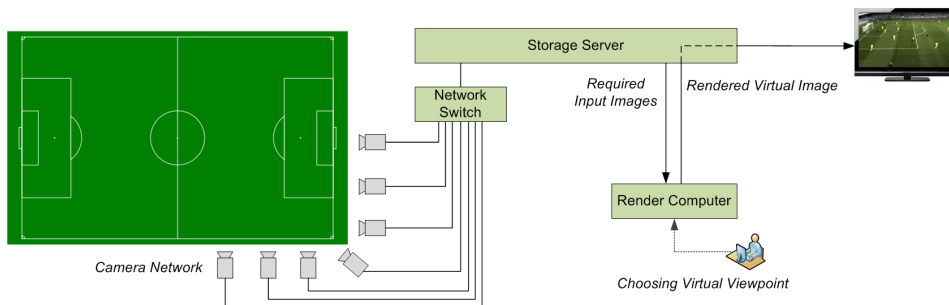 Storage Server
Network
Switch
Required
Input Images
Rendered Virtual Image
Render Computer
Camera Network
Choosing Virtual Viewpoint